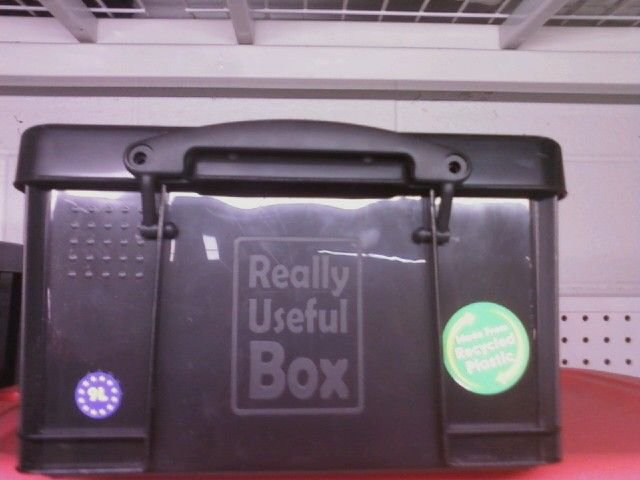 Really
Useful
Box
Made From
Recycled
Plastic
9L